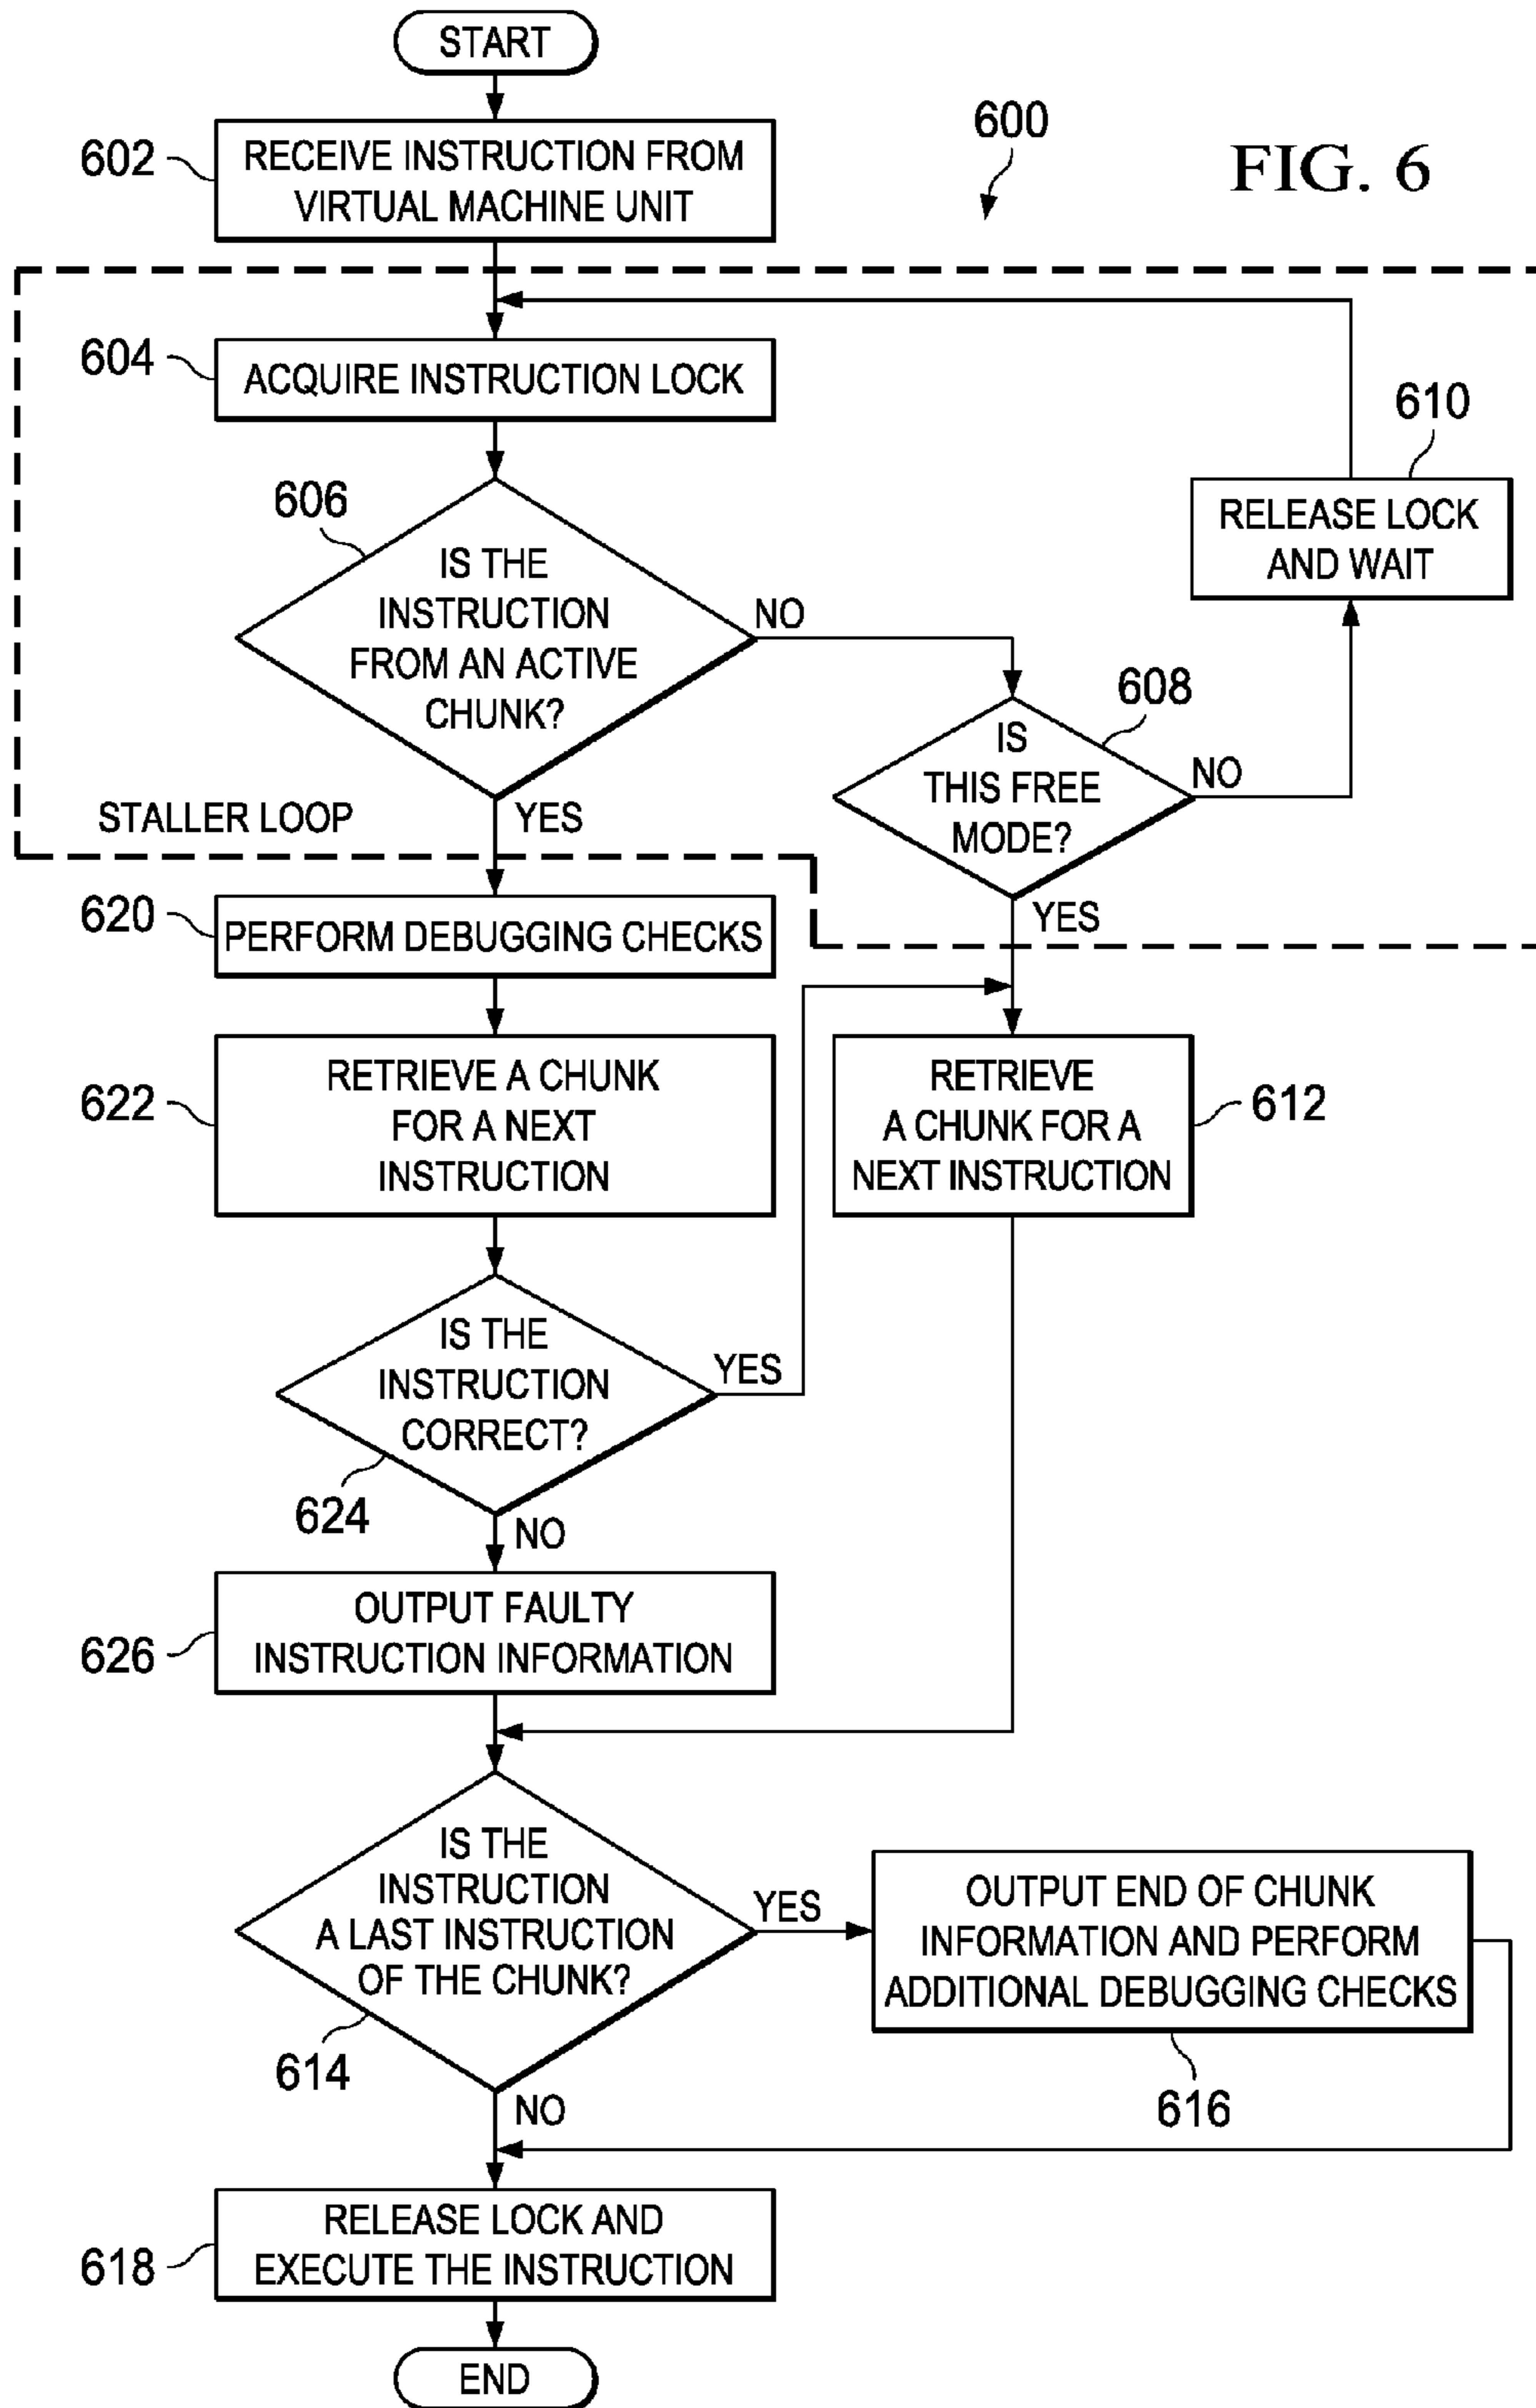 START
600
FIG. 6
602
RECEIVE INSTRUCTION FROM
VIRTUAL MACHINE UNIT
604
ACQUIRE INSTRUCTION LOCK
610
RELEASE LOCK
AND WAIT
606
IS THE
INSTRUCTION
FROM AN ACTIVE
CHUNK?
NO
608
IS
THIS FREE
MODE?
NO
STALLER LOOP
YES
YES
620
PERFORM DEBUGGING CHECKS
622
RETRIEVE A CHUNK
FOR A NEXT
INSTRUCTION
RETRIEVE
A CHUNK FOR A
NEXT INSTRUCTION
612
IS THE
INSTRUCTION
CORRECT?
YES
624
NO
626
OUTPUT FAULTY
INSTRUCTION INFORMATION
IS THE
INSTRUCTION
A LAST INSTRUCTION
OF THE CHUNK?
YES
614
NO
OUTPUT END OF CHUNK
INFORMATION AND PERFORM
ADDITIONAL DEBUGGING CHECKS
616
618
RELEASE LOCK AND
EXECUTE THE INSTRUCTION
END